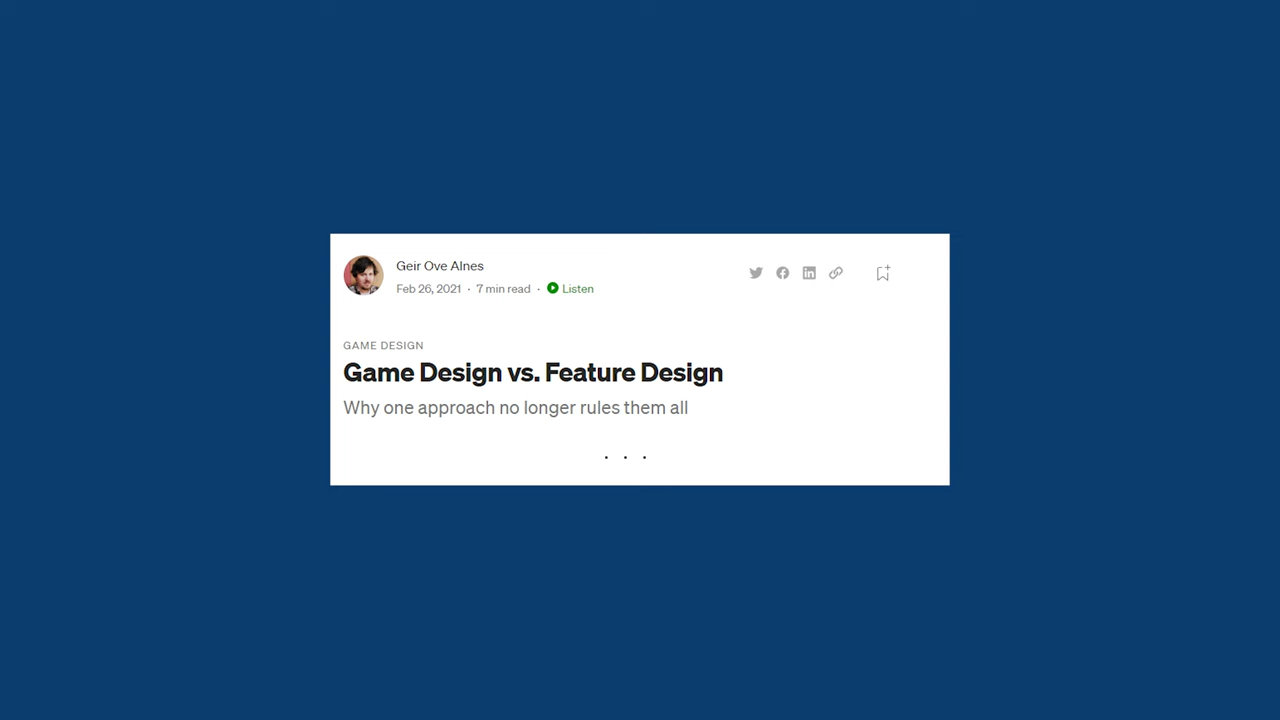 Geir Ove Alnes
Feb 26, 2021 · 7 min read · Listen
GAME DESIGN
Game Design vs. Feature Design
Why one approach no longer rules them all
. . .